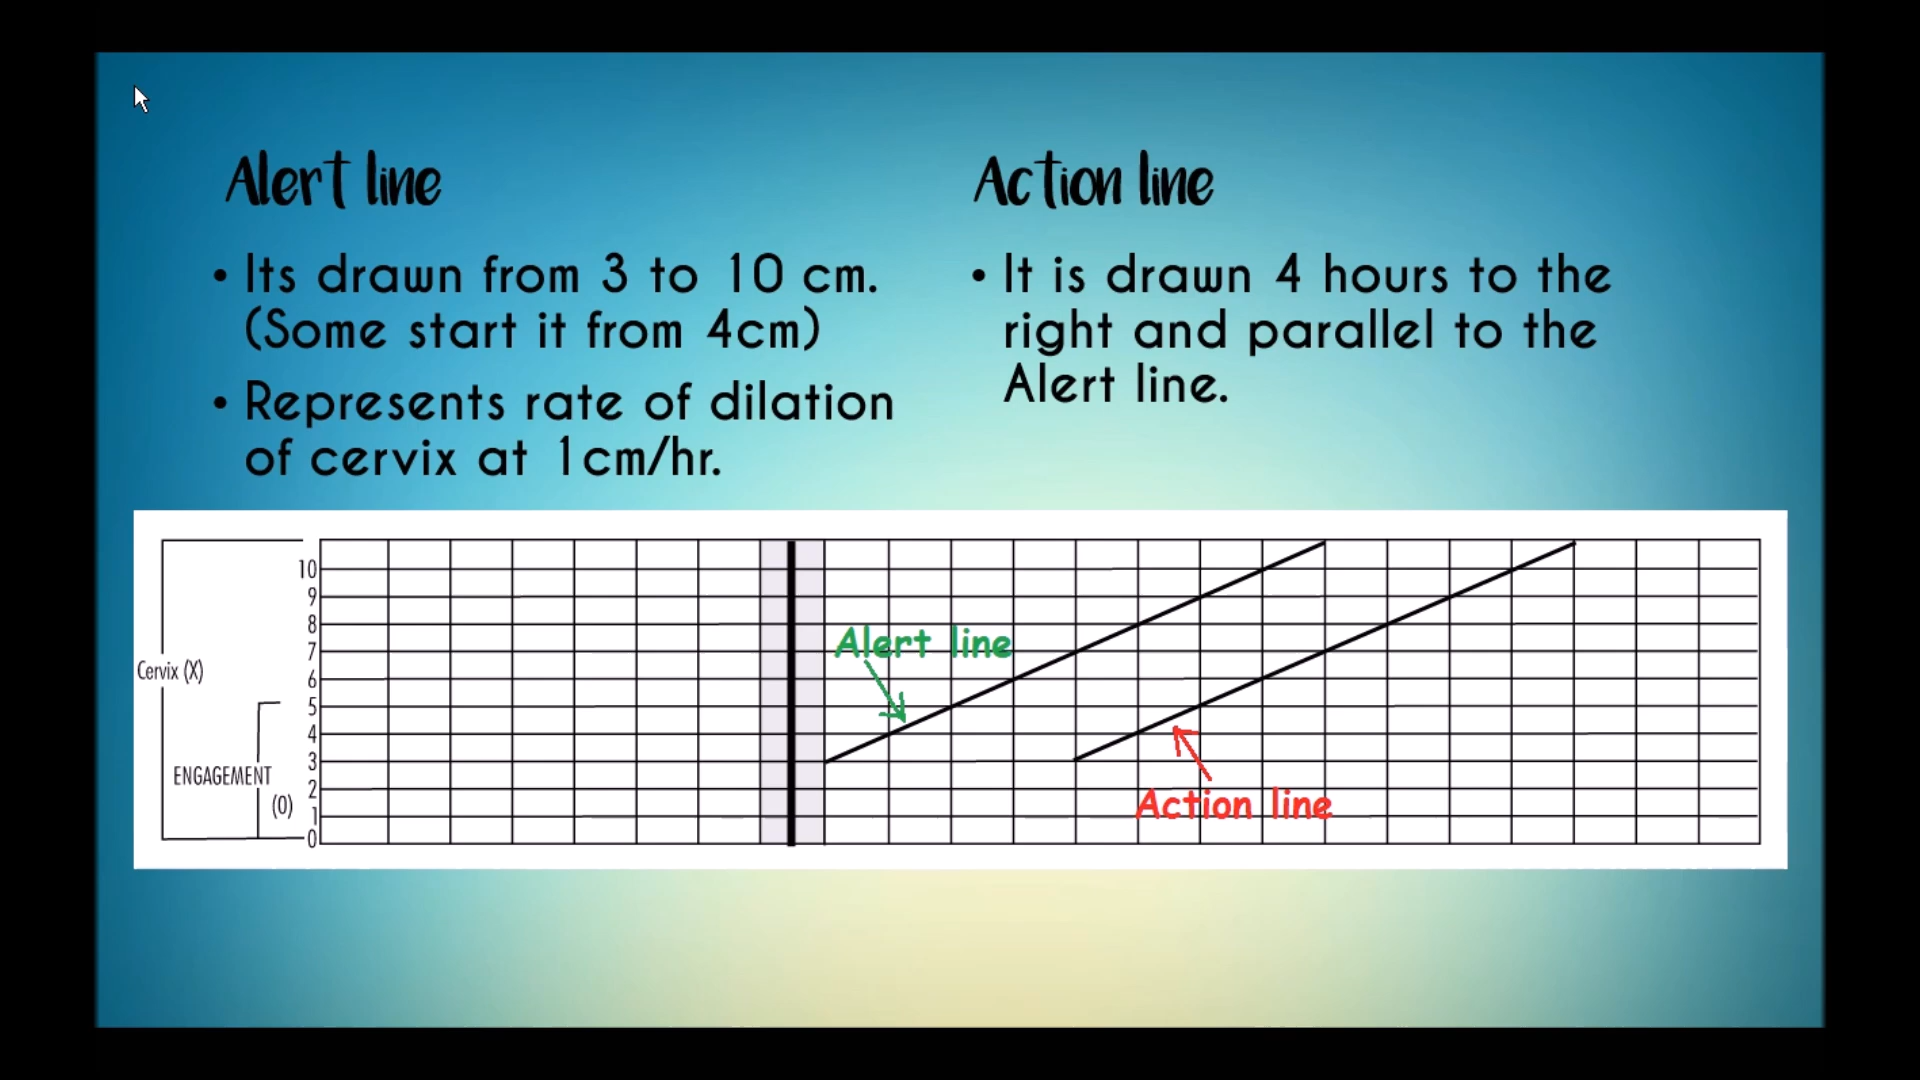 Alert line
• Its drawn from 3 to 10 cm.
(Some start it from 4cm)
• Represents rate of dilation
of cervix at 1cm/hr.
Action line
• It is drawn 4 hours to the
right and parallel to the
Alert line.
10
9
8
7
6
5
4
3
2
1
0
Cervix (X)
ENGAGEMENT
(0)
Alert line
Action line